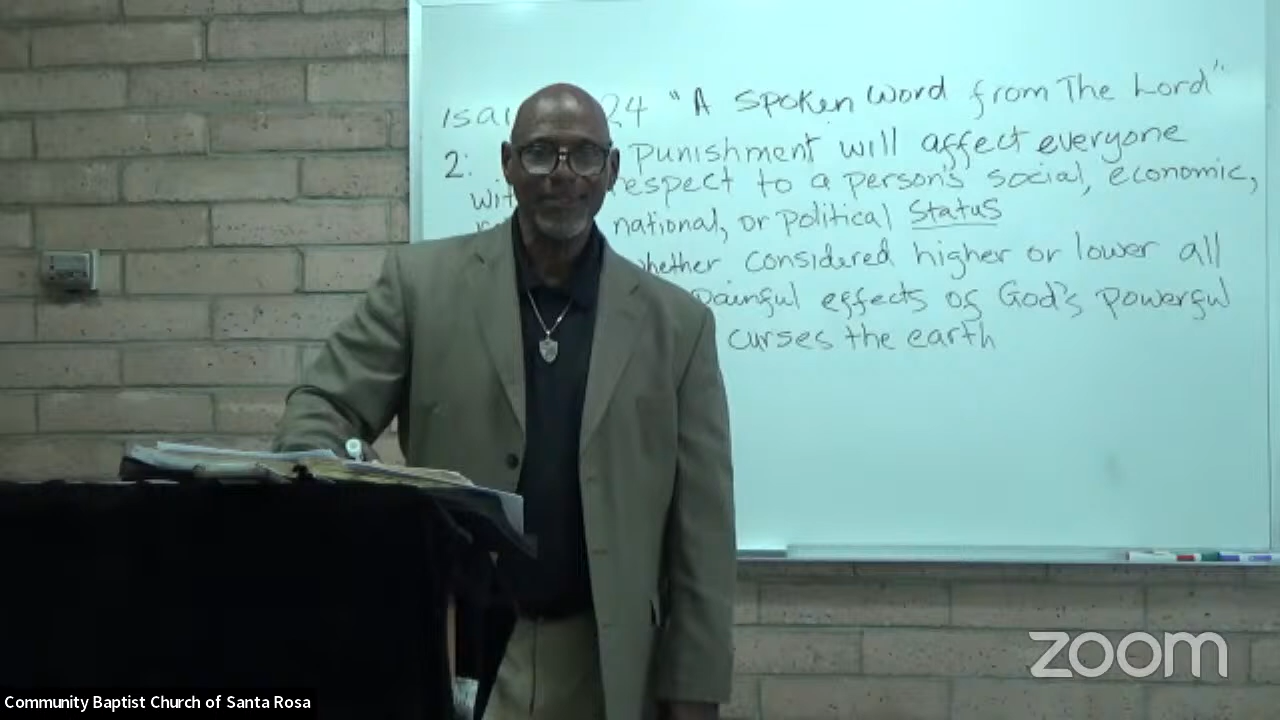 24 "A Spoken Word from The Lord"
2: punishment will affect everyone
respect to a person's social, economic,
national, or political status
whether considered higher or lower all
painful effects of God's powerful
curses the earth
zoom
Community Baptist Church of Santa Rosa